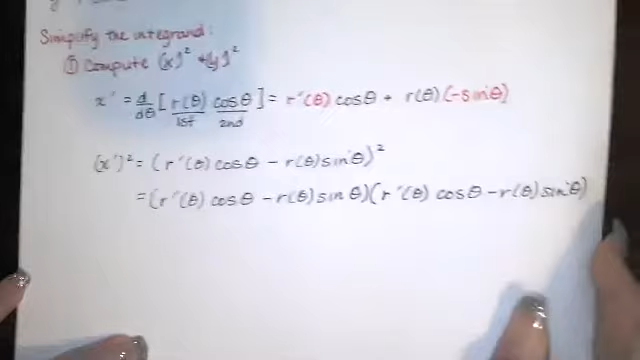 Simplify the integrand:
① Compute (x')² + (y')²
x' = d/dθ [r(θ) cosθ] = r'(θ) cosθ + r(θ)(-sinθ)
1st 2nd
(x')² = (r'(θ) cosθ - r(θ) sinθ)²
= (r'(θ) cosθ - r(θ) sinθ)(r'(θ) cosθ - r(θ) sinθ)